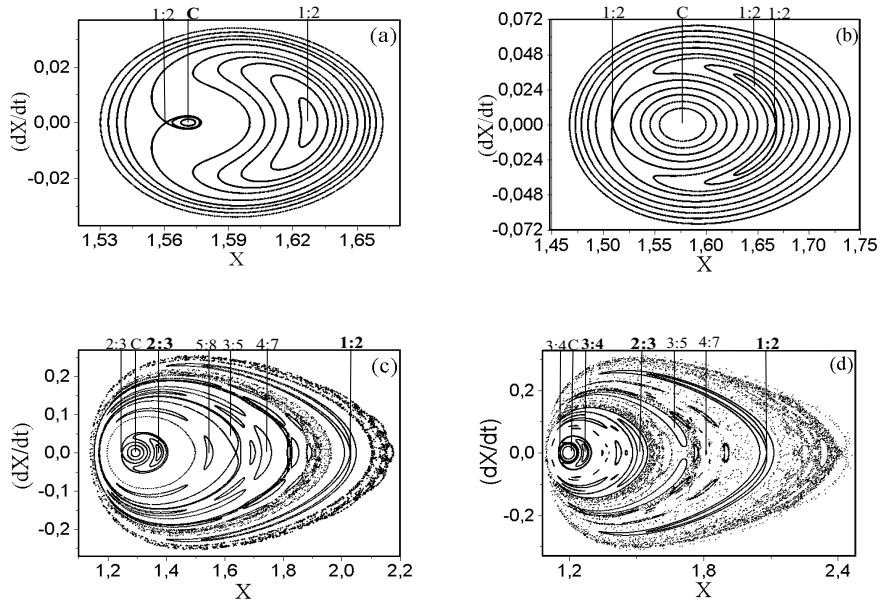 1:2 C 1:2
(a)
0,02
0,00
-0,02
(dX/dt)
1,53 1,56 1,59 1,62 1,65
X
1:2 C 1:2 1:2
(b)
0,072
0,048
0,024
0,000
-0,024
-0,048
-0,072
(dX/dt)
1,45 1,50 1,55 1,60 1,65 1,70 1,75
X
2:3 C 2:3 5:8 3:5 4:7 1:2
(c)
0,2
0,1
0,0
-0,1
-0,2
(dX/dt)
1,2 1,4 1,6 1,8 2,0 2,2
X
3:4 C 3:4 2:3 3:5 4:7 1:2
(d)
0,2
0,0
-0,2
(dX/dt)
1,2 1,8 2,4
X